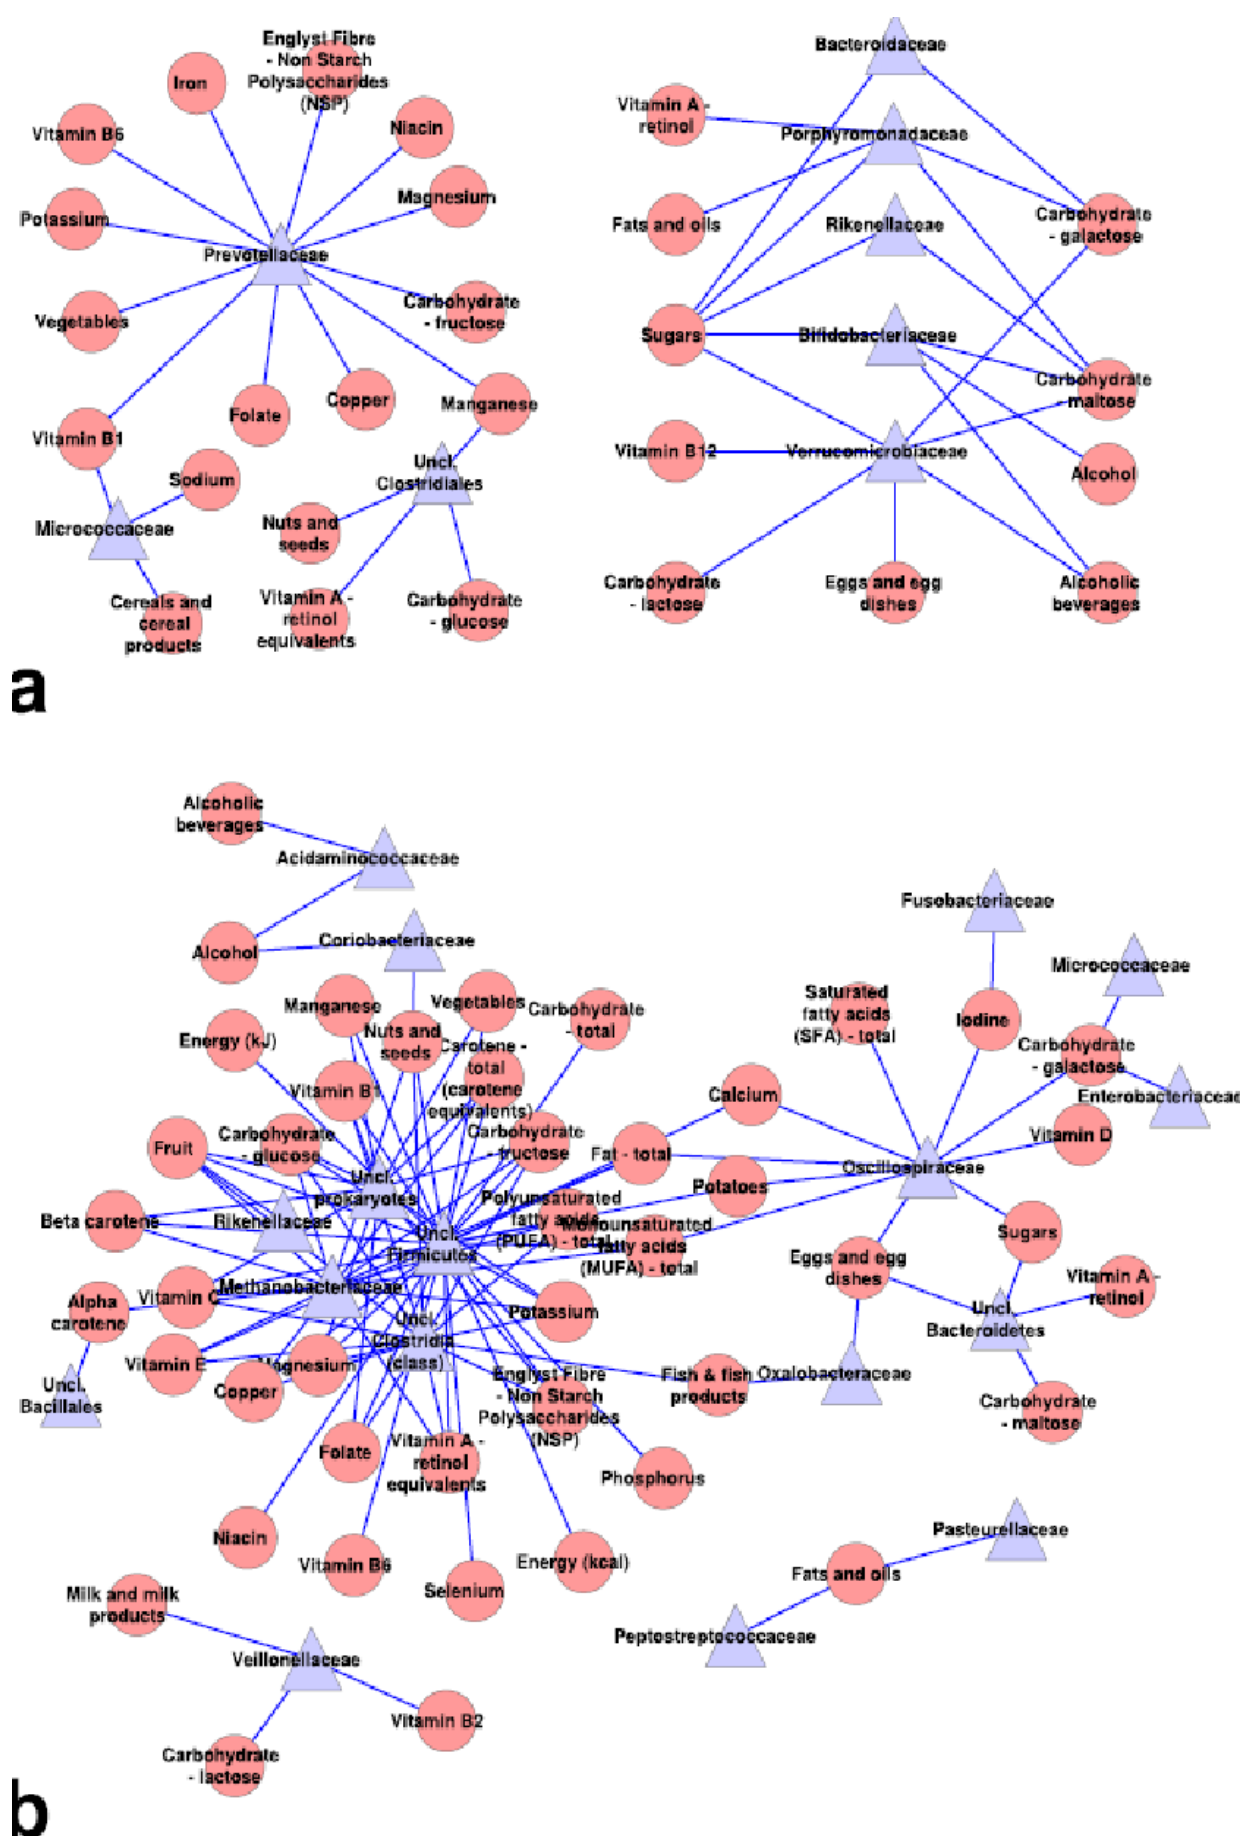 Englyst Fibre
- Non Starch
Polysaccharides
(NSP)
Iron
Niacin
Vitamin B6
Magnesium
Potassium
Prevotellaceae
Vegetables
Carbohydrate
- fructose
Folate
Copper
Manganese
Vitamin B1
Sodium
Uncl.
Clostridiales
Micrococcaceae
Nuts and
seeds
Cereals and
cereal
products
Vitamin A -
retinol
equivalents
Carbohydrate
- glucose
Bacteroidaceae
Vitamin A -
retinol
Porphyromonadaceae
Fats and oils
Rikenellaceae
Carbohydrate
- galactose
Sugars
Bifidobacteriaceae
Carbohydrate
- maltose
Vitamin B12
Verrucomicrobiaceae
Alcohol
Carbohydrate
- lactose
Eggs and egg
dishes
Alcoholic
beverages
a
Alcoholic
beverages
Acidaminococcaceae
Alcohol
Coriobacteriaceae
Manganese
Vegetables
Carbohydrate
- total
Energy (kJ)
Nuts and
seeds
Carotene -
total
(carotene
equivalents)
Vitamin B1
Fruit
Carbohydrate
- glucose
Carbohydrate
- fructose
Fat - total
Calcium
Uncl.
prokaryotes
Potatoes
Beta carotene
Rikenellaceae
Uncl.
Firmicutes
Polyunsaturated
fatty acids
(PUFA) - total
Monounsaturated
fatty acids
(MUFA) - total
Vitamin C
Methanobacteriaceae
Alpha
carotene
Potassium
Uncl.
Clostridia
(class)
Vitamin E
Magnesium
Copper
Uncl.
Bacillales
Englyst Fibre
- Non Starch
Polysaccharides
(NSP)
Fish & fish
products
Oxalobacteraceae
Folate
Vitamin A -
retinol
equivalents
Phosphorus
Niacin
Vitamin B6
Selenium
Energy (kcal)
Fusobacteriaceae
Micrococcaceae
Saturated
fatty acids
(SFA) - total
Iodine
Carbohydrate
- galactose
Enterobacteriaceae
Vitamin D
Oscillospiraceae
Sugars
Eggs and egg
dishes
Vitamin A -
retinol
Uncl.
Bacteroidetes
Carbohydrate
- maltose
Pasteurellaceae
Fats and oils
Peptostreptococcaceae
Milk and milk
products
Veillonellaceae
Vitamin B2
Carbohydrate
- lactose
b